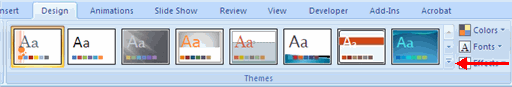 nsert Design Animations Slide Show Review View Developer Add-Ins Acrobat
Aa Aa Aa Aa Aa Aa Aa Aa Colors
A Fonts
Effects
Themes